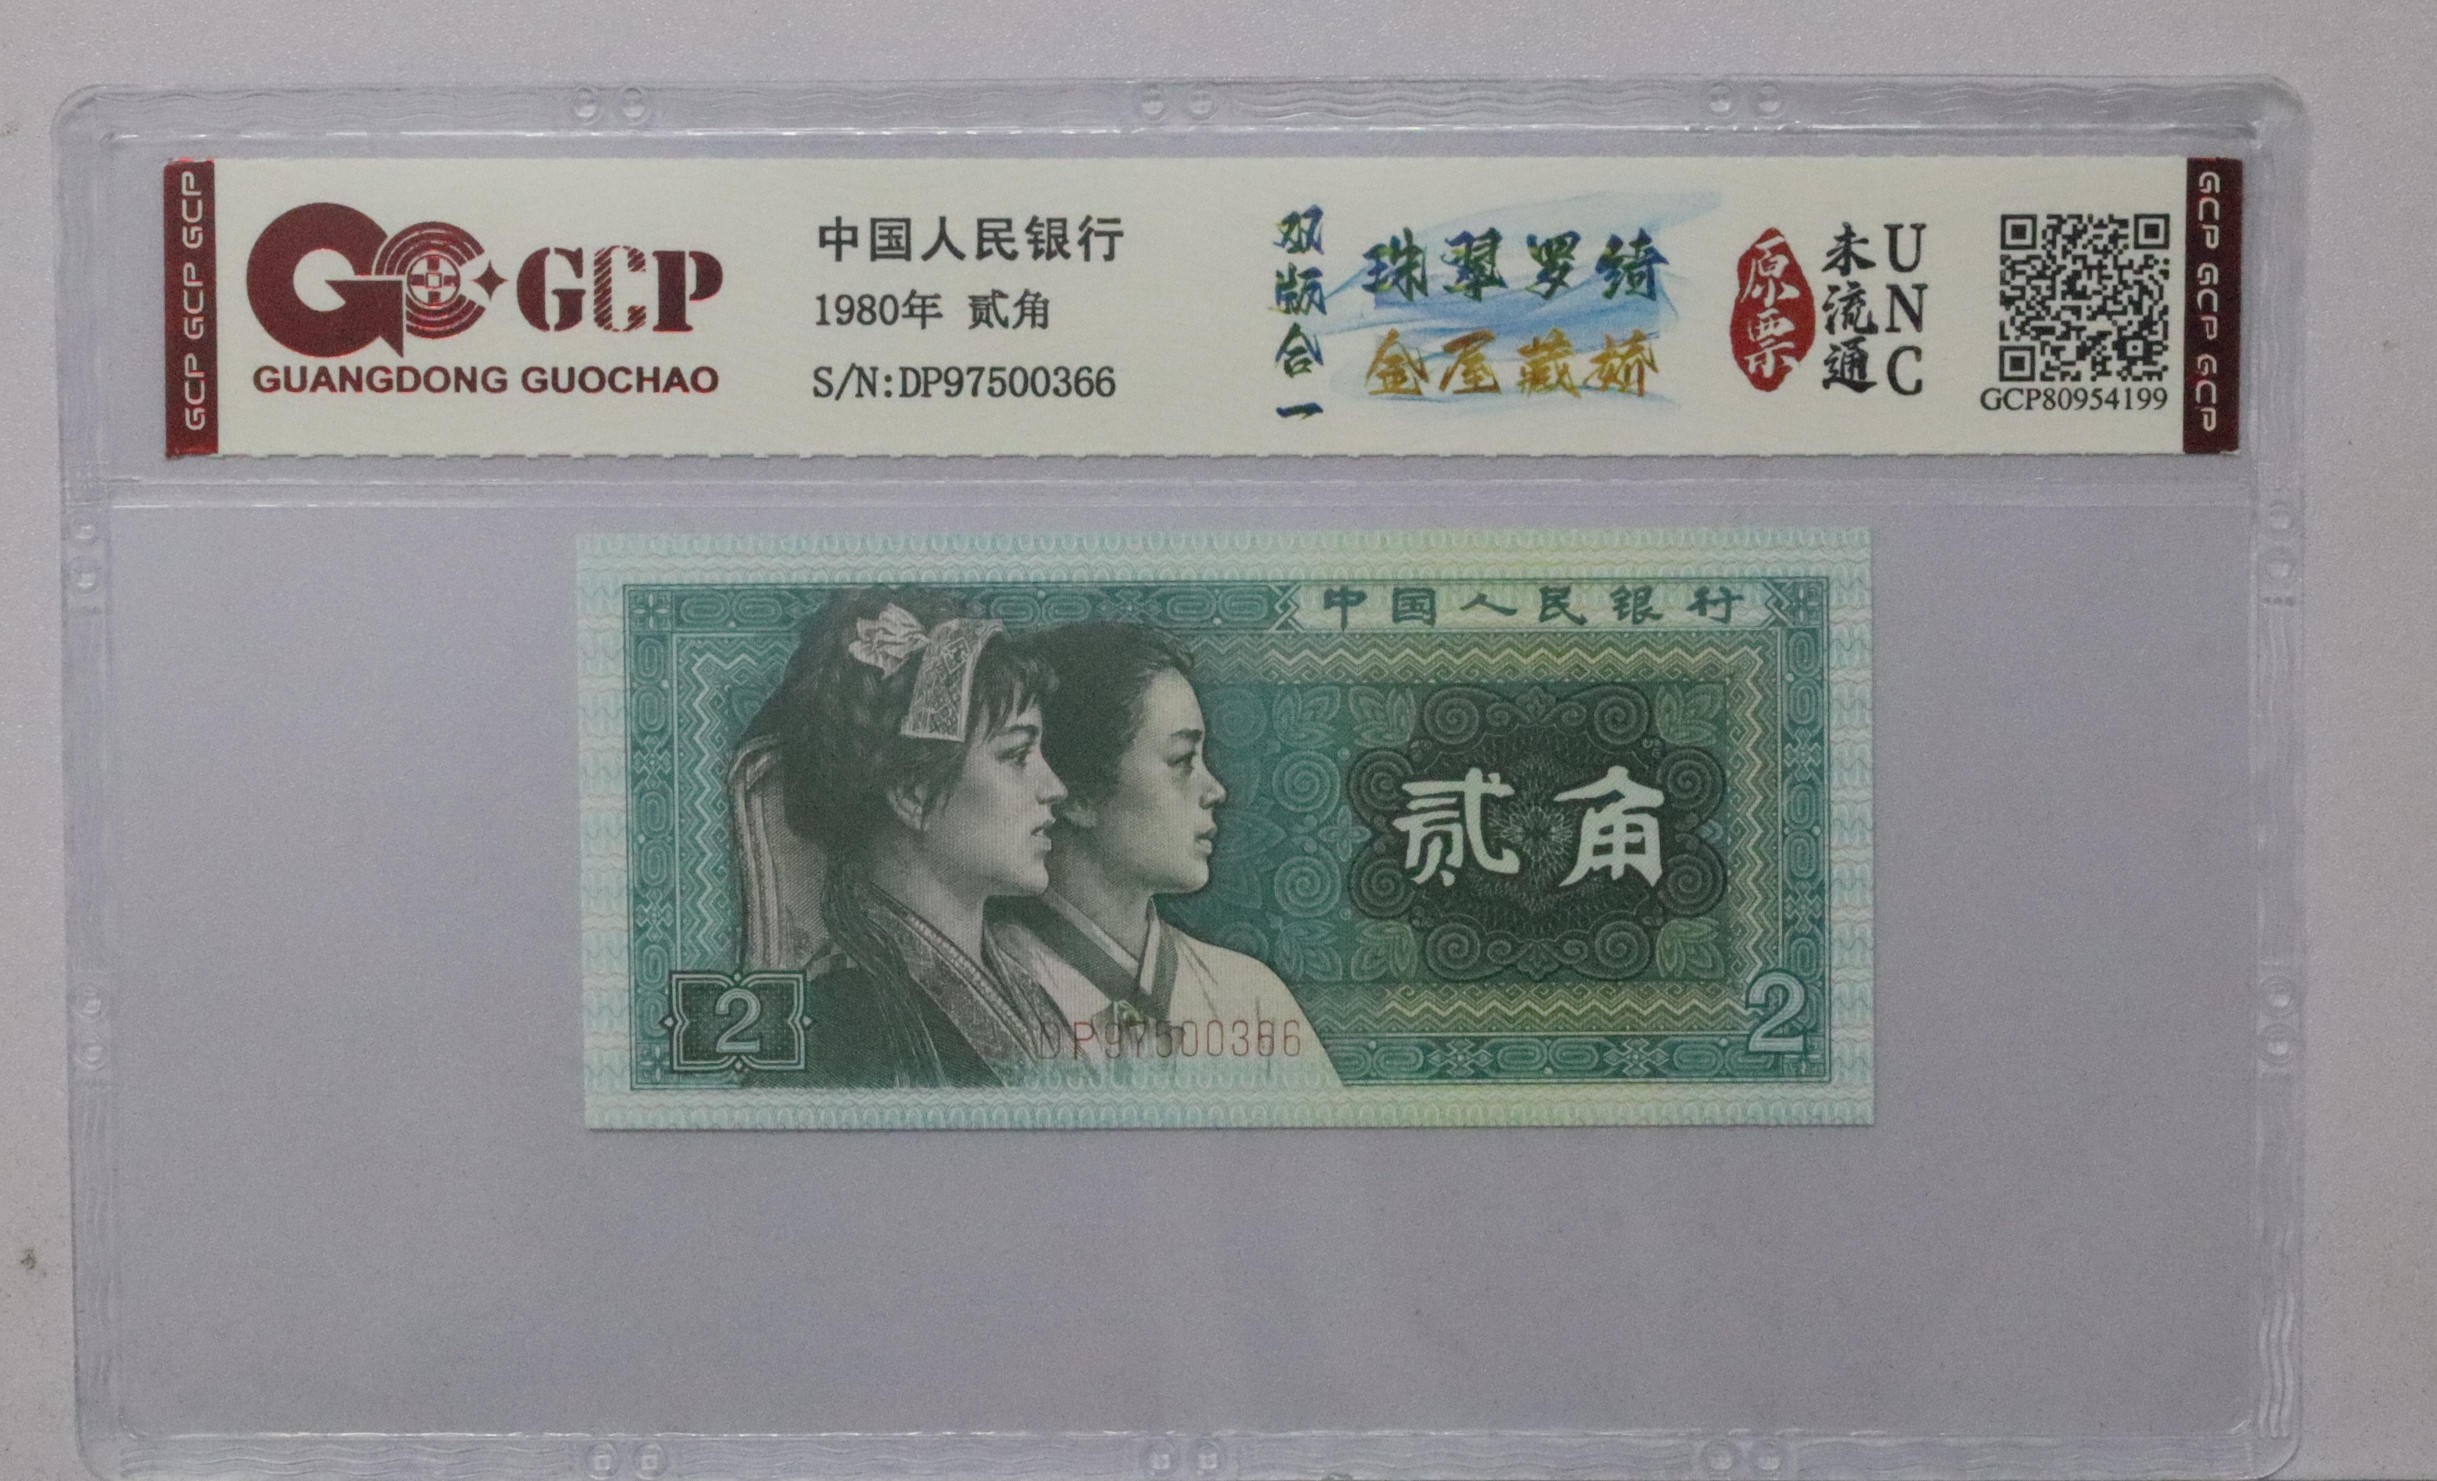 GCP GCP GCP
GCP
GUANGDONG GUOCHAO
中国人民银行
1980年 贰角
S/N:DP97500366
双版合一
珠翠罗绮
金屋藏娇
原票
未流通
UNC
GCP80954199
GCP GCP GCP
中国人民银行
贰角
2
DP97500366
2